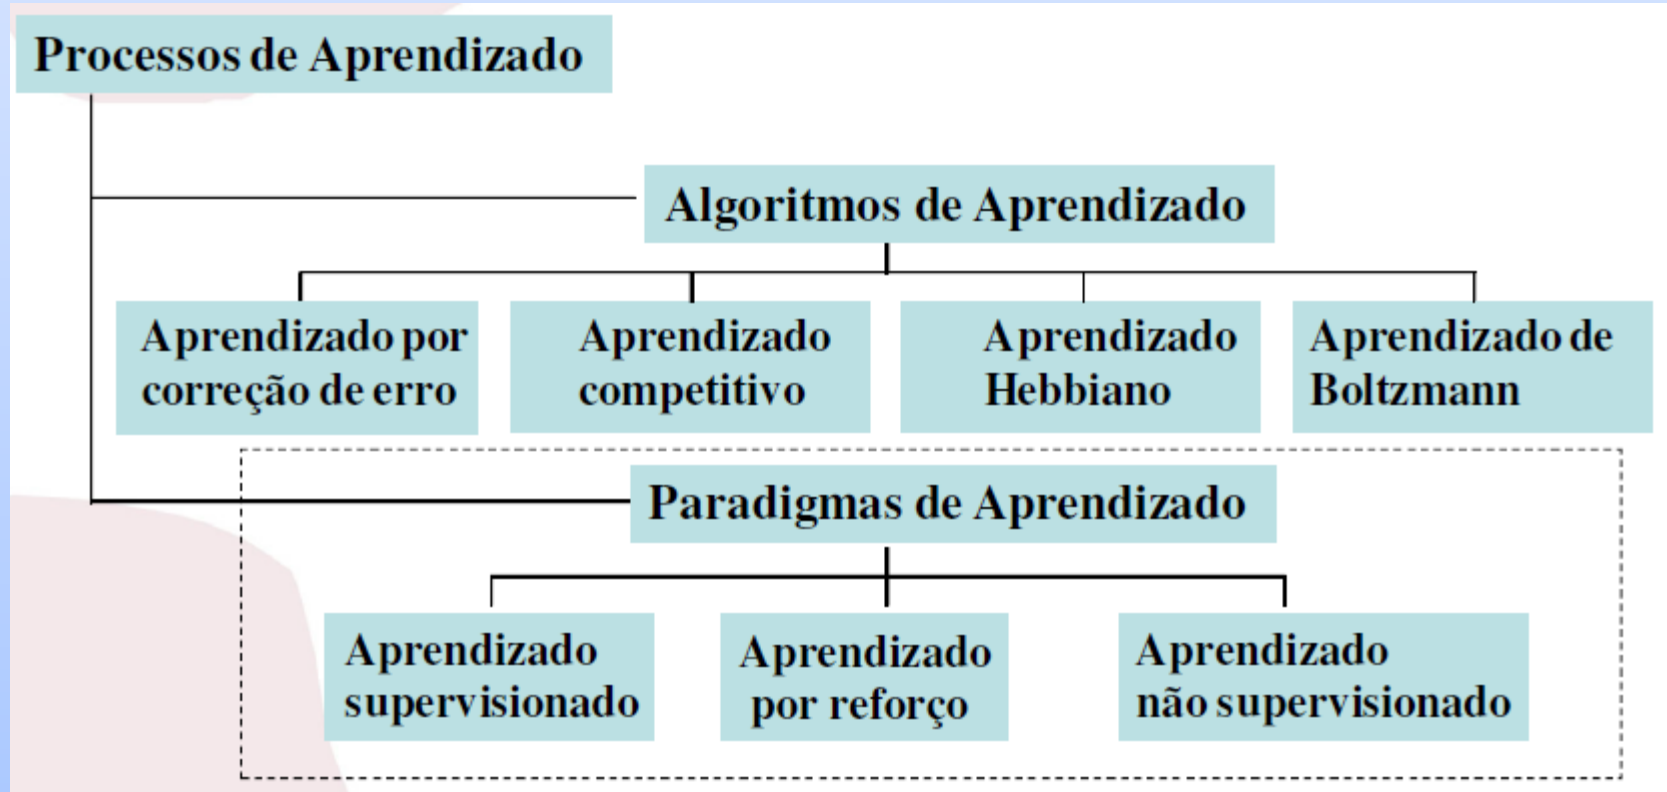 Processos de Aprendizado
Algoritmos de Aprendizado
Aprendizado por
correção de erro
Aprendizado
competitivo
Aprendizado
Hebbiano
Aprendizado de
Boltzmann
Paradigmas de Aprendizado
Aprendizado
supervisionado
Aprendizado
por reforço
Aprendizado
não supervisionado